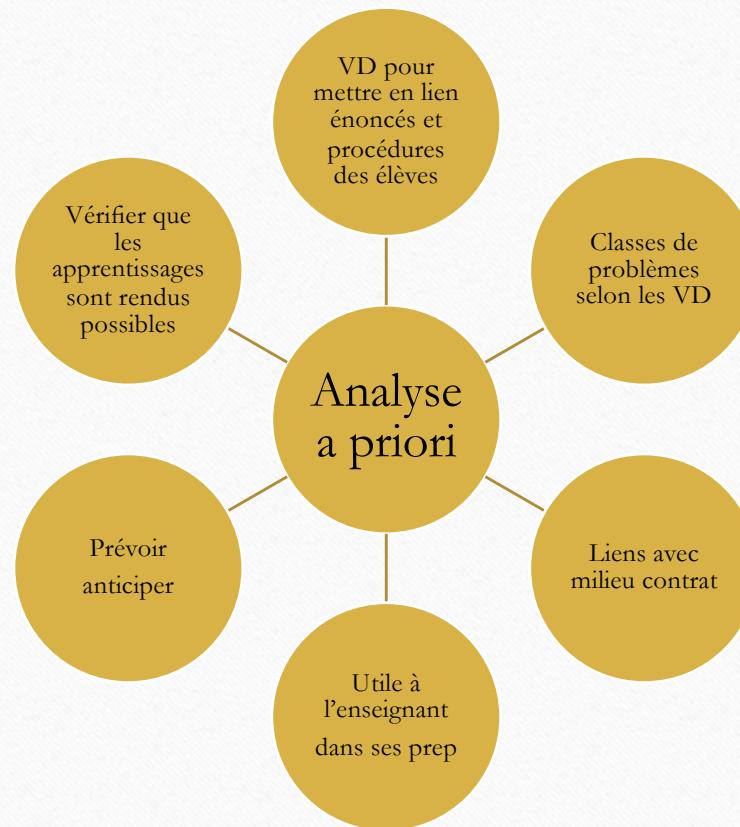 VD pour
mettre en lien
énoncés et
procédures
des élèves
Classes de
problèmes
selon les VD
Liens avec
milieu contrat
Utile à
l’enseignant
dans ses prep
Prévoir
anticiper
Vérifier que
les
apprentissages
sont rendus
possibles
Analyse
a priori